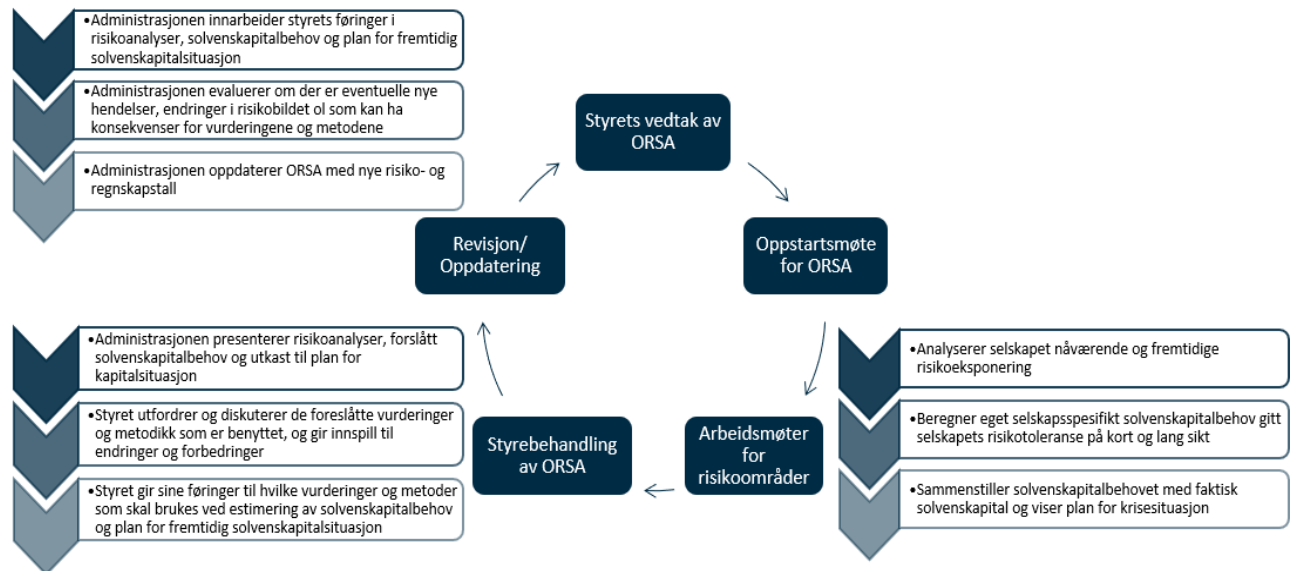 •Administrasjonen innarbeider styrets føringer i
risikoanalyser, solvenskapitalbehov og plan for fremtidig
solvenskapitalsituasjon
•Administrasjonen evaluerer om der er eventuelle nye
hendelser, endringer i risikobildet ol som kan ha
konsekvenser for vurderingene og metodene
•Administrasjonen oppdaterer ORSA med nye risiko- og
regnskapstall
Styrets vedtak av
ORSA
Oppstartsmøte
for ORSA
Arbeidsmøter
for
risikoområder
Styrebehandling
av ORSA
Revisjon/
Oppdatering
•Administrasjonen presenterer risikoanalyser, forslått
solvenskapitalbehov og utkast til plan for
kapitalsituasjon
•Styret utfordrer og diskuterer de foreslåtte vurderinger
og metodikk som er benyttet, og gir innspill til
endringer og forbedringer
•Styret gir sine føringer til hvilke vurderinger og metoder
som skal brukes ved estimering av solvenskapitalbehov
og plan for fremtidig solvenskapitalsituasjon
•Analyserer selskapet nåværende og fremtidige
risikoeksponering
•Beregner eget selskapsspesifikt solvenskapitalbehov gitt
selskapets risikotoleranse på kort og lang sikt
•Sammenstiller solvenskapitalbehovet med faktisk
solvenskapital og viser plan for krisesituasjon